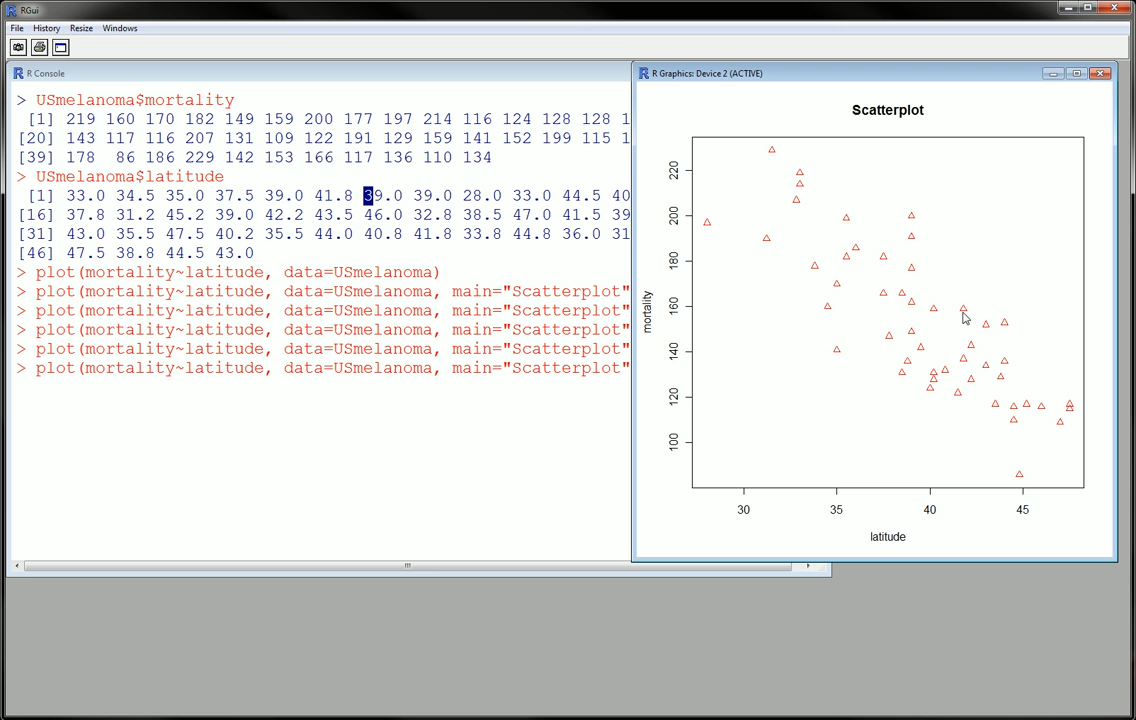 RGui
File History Resize Windows
R Console
> USmelanoma$mortality
[1] 219 160 170 182 149 159 200 177 197 214 116 124 128 128 1
[20] 143 117 116 207 131 109 122 191 129 159 141 152 199 115 1
[39] 178 86 186 229 142 153 166 117 136 110 134
> USmelanoma$latitude
[1] 33.0 34.5 35.0 37.5 39.0 41.8 39.0 39.0 28.0 33.0 44.5 40
[16] 37.8 31.2 45.2 39.0 42.2 43.5 46.0 32.8 38.5 47.0 41.5 39
[31] 43.0 35.5 47.5 40.2 35.5 44.0 40.8 41.8 33.8 44.8 36.0 31
[46] 47.5 38.8 44.5 43.0
> plot(mortality~latitude, data=USmelanoma)
> plot(mortality~latitude, data=USmelanoma, main="Scatterplot"
> plot(mortality~latitude, data=USmelanoma, main="Scatterplot"
> plot(mortality~latitude, data=USmelanoma, main="Scatterplot"
> plot(mortality~latitude, data=USmelanoma, main="Scatterplot"
> plot(mortality~latitude, data=USmelanoma, main="Scatterplot"
R Graphics: Device 2 (ACTIVE)
Scatterplot
mortality
220
200
180
160
140
120
100
30 35 40 45
latitude